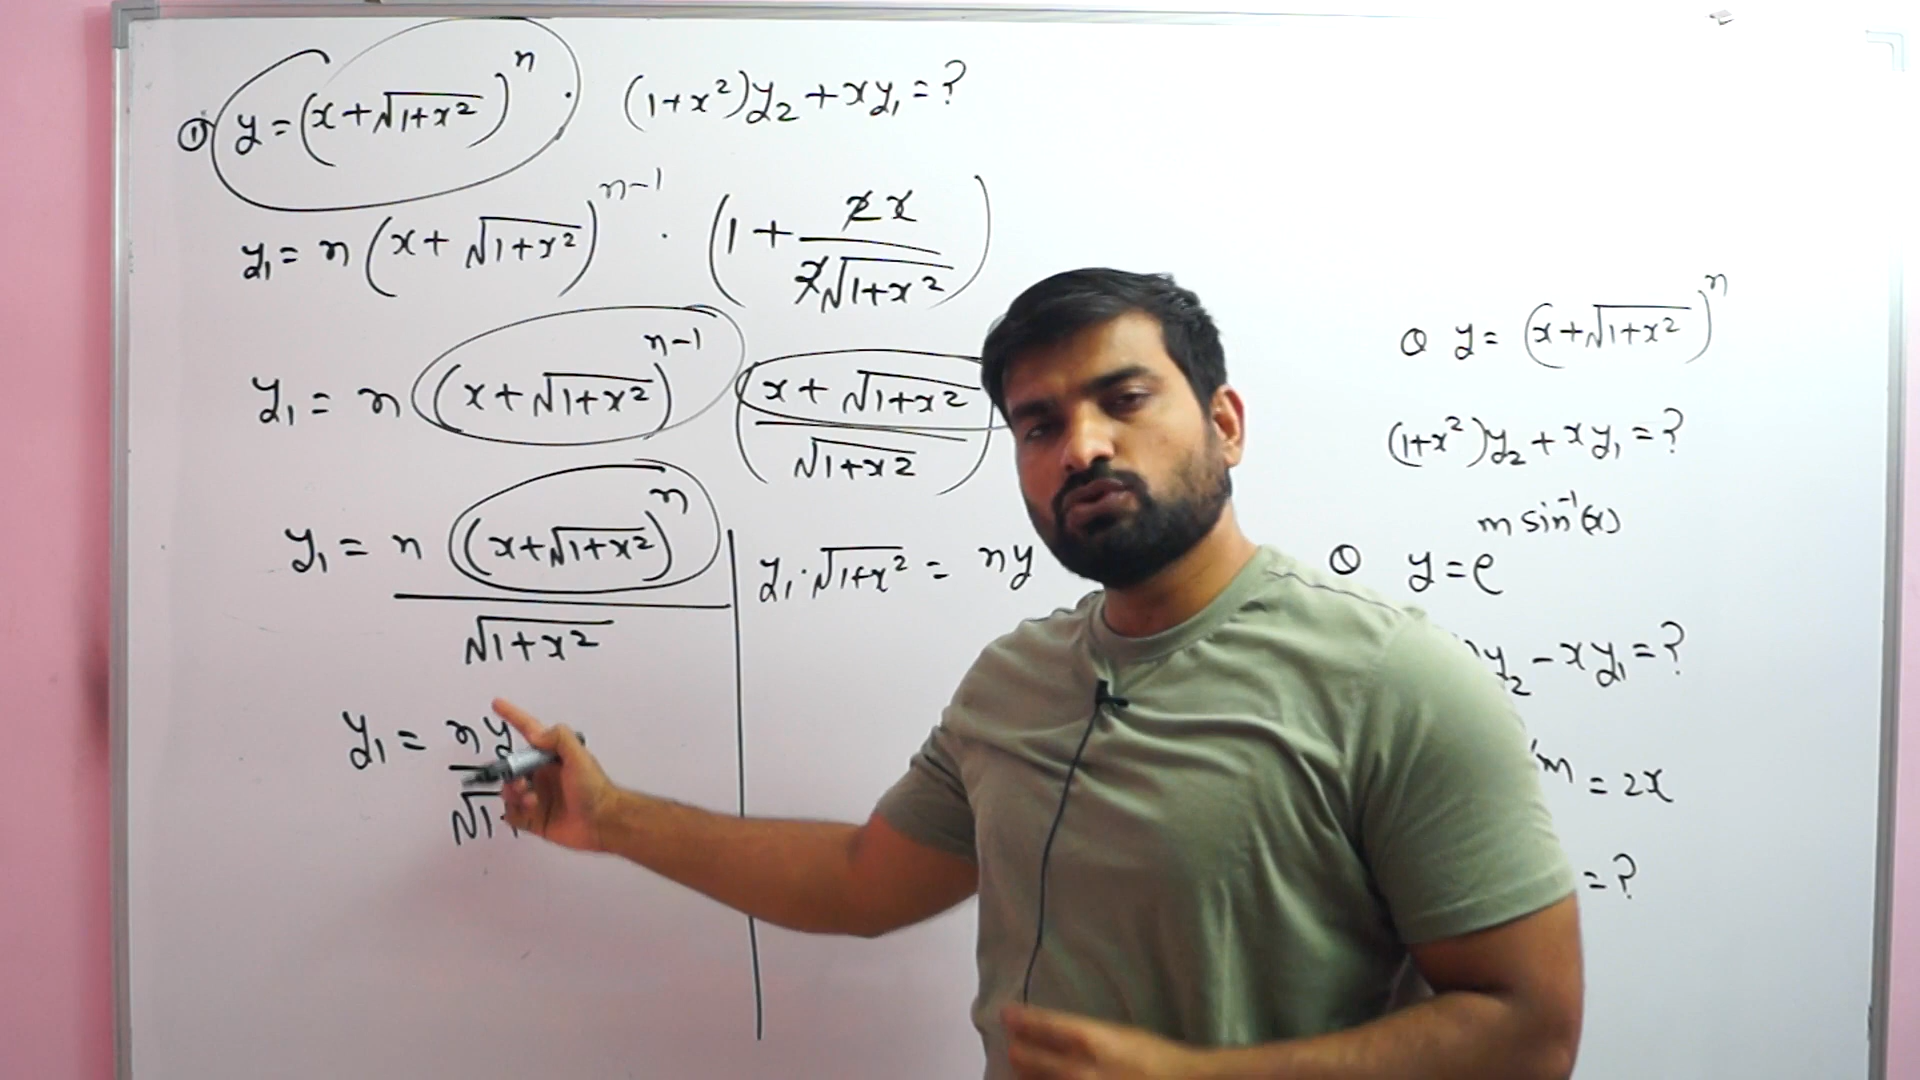 ① y = (x+√1+x²)ⁿ . (1+x²)y₂ + xy₁ = ?
y₁ = n(x+√1+x²)ⁿ⁻¹ . (1 + 2x/2√1+x²)
y₁ = n((x+√1+x²)ⁿ⁻¹ (x+√1+x²/√1+x²)
y₁ = n((x+√1+x²)ⁿ/√1+x²
y₁ = ny/√1+
y₁.√1+x² = ny
Q y = (x+√1+x²)ⁿ
(1+x²)y₂ + xy₁ = ?
Q y = e^m sin⁻¹(x)
)y₂ - xy₁ = ?
m = 2x
= ?